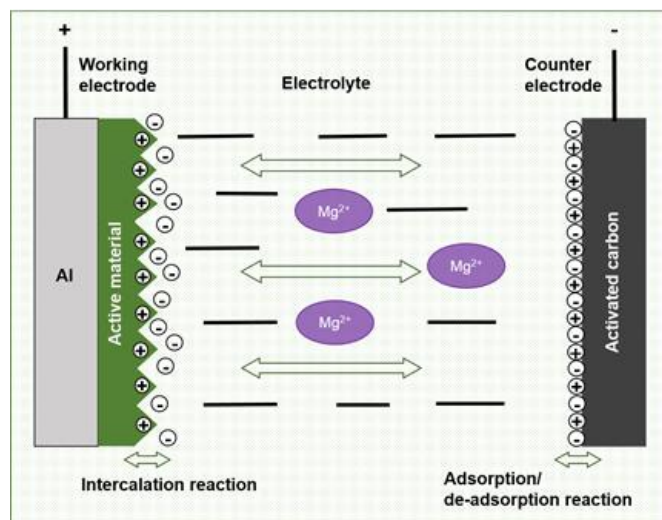 +
-
Working
electrode
Electrolyte
Counter
electrode
Al
Active material
Mg2+
Mg2+
Mg2+
Activated carbon
Intercalation reaction
Adsorption/
de-adsorption reaction